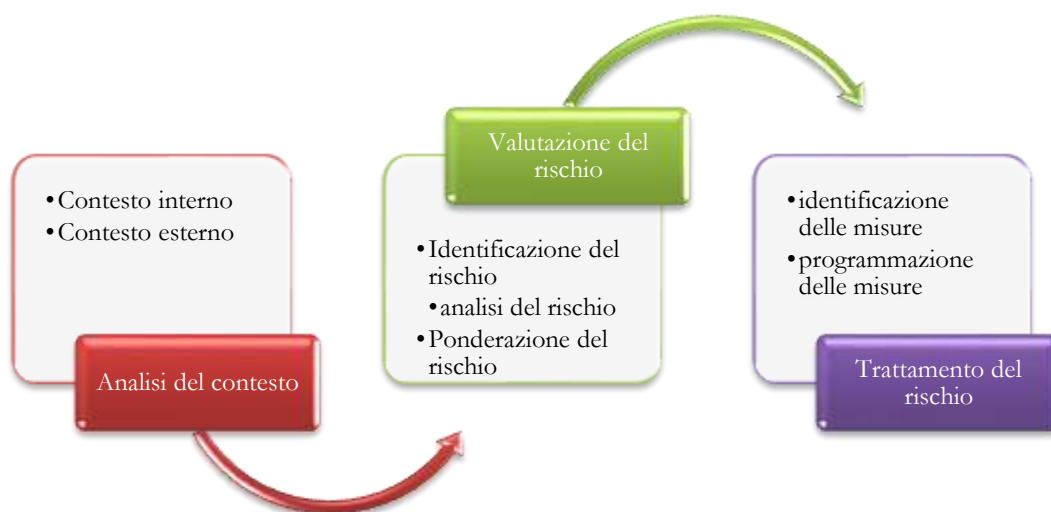 • Contesto interno
• Contesto esterno
Analisi del contesto
Valutazione del
rischio
• Identificazione del
rischio
• analisi del rischio
• Ponderazione del
rischio
• identificazione
delle misure
• programmazione
delle misure
Trattamento del
rischio